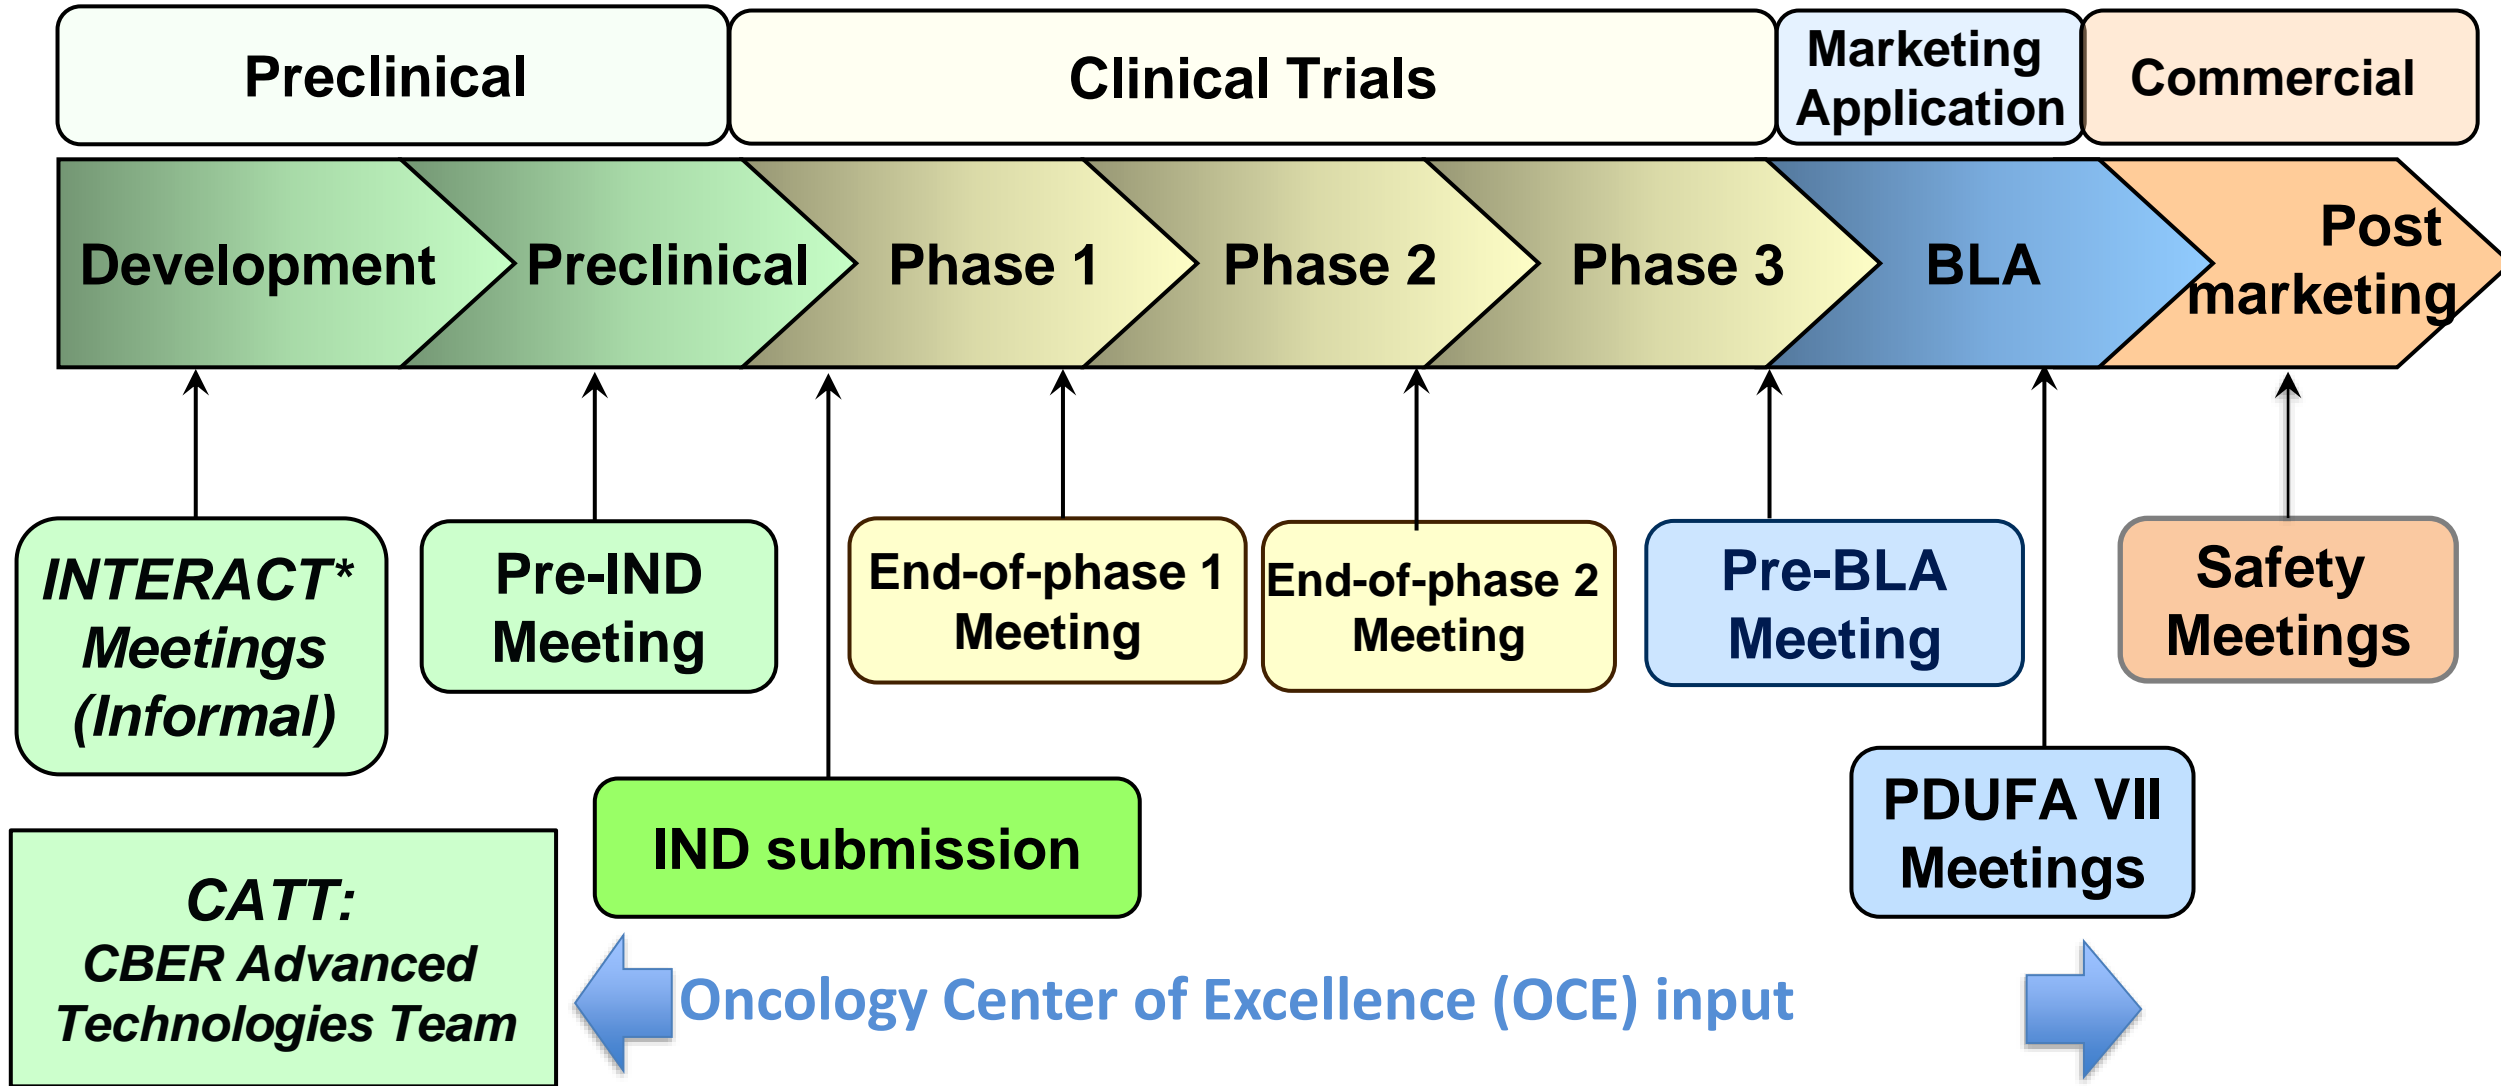 Preclinical
Clinical Trials
Marketing
Application
Commercial
Development
Preclinical
Phase 1
Phase 2
Phase 3
BLA
Post
marketing
INTERACT*
Meetings
(Informal)
Pre-IND
Meeting
End-of-phase 1
Meeting
End-of-phase 2
Meeting
Pre-BLA
Meeting
Safety
Meetings
IND submission
PDUFA VII
Meetings
CATT:
CBER Advanced
Technologies Team
Oncology Center of Excellence (OCE) input